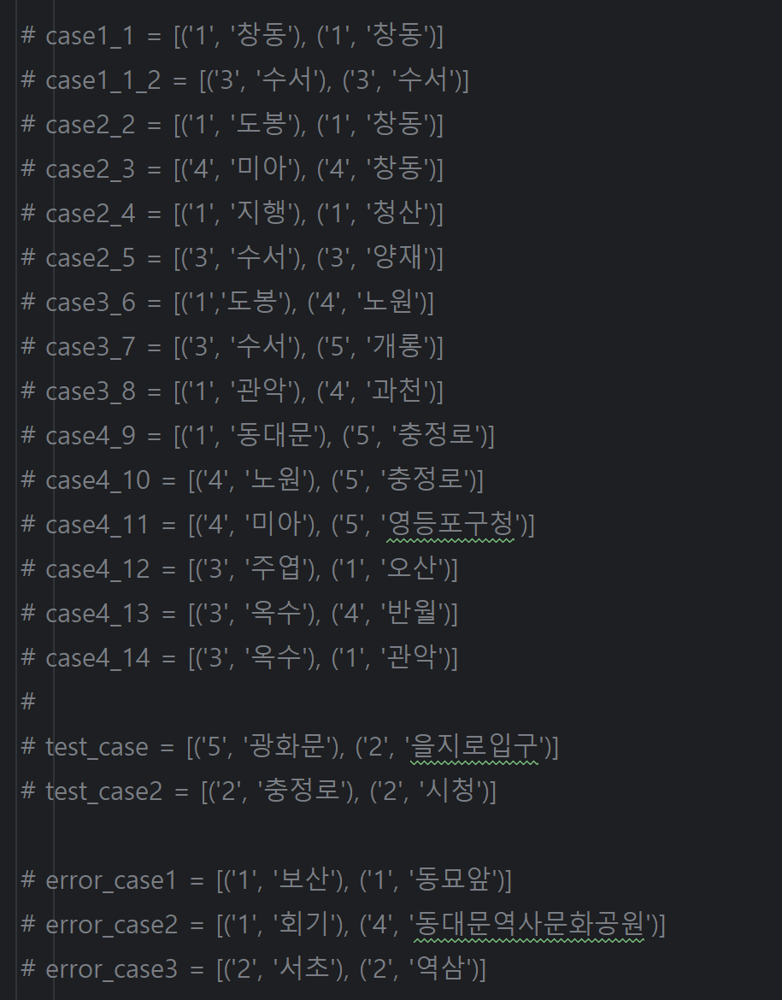 # case1_1 = [('1', '창동'), ('1', '창동')]
# case1_1_2 = [('3', '수서'), ('3', '수서')]
# case2_2 = [('1', '도봉'), ('1', '창동')]
# case2_3 = [('4', '미아'), ('4', '창동')]
# case2_4 = [('1', '지행'), ('1', '청산')]
# case2_5 = [('3', '수서'), ('3', '양재')]
# case3_6 = [('1','도봉'), ('4', '노원')]
# case3_7 = [('3', '수서'), ('5', '개롱')]
# case3_8 = [('1', '관악'), ('4', '과천')]
# case4_9 = [('1', '동대문'), ('5', '충정로')]
# case4_10 = [('4', '노원'), ('5', '충정로')]
# case4_11 = [('4', '미아'), ('5', '영등포구청')]
# case4_12 = [('3', '주엽'), ('1', '오산')]
# case4_13 = [('3', '옥수'), ('4', '반월')]
# case4_14 = [('3', '옥수'), ('1', '관악')]
#
# test_case = [('5', '광화문'), ('2', '을지로입구')]
# test_case2 = [('2', '충정로'), ('2', '시청')]
# error_case1 = [('1', '보산'), ('1', '동묘앞')]
# error_case2 = [('1', '회기'), ('4', '동대문역사문화공원')]
# error_case3 = [('2', '서초'), ('2', '역삼')]